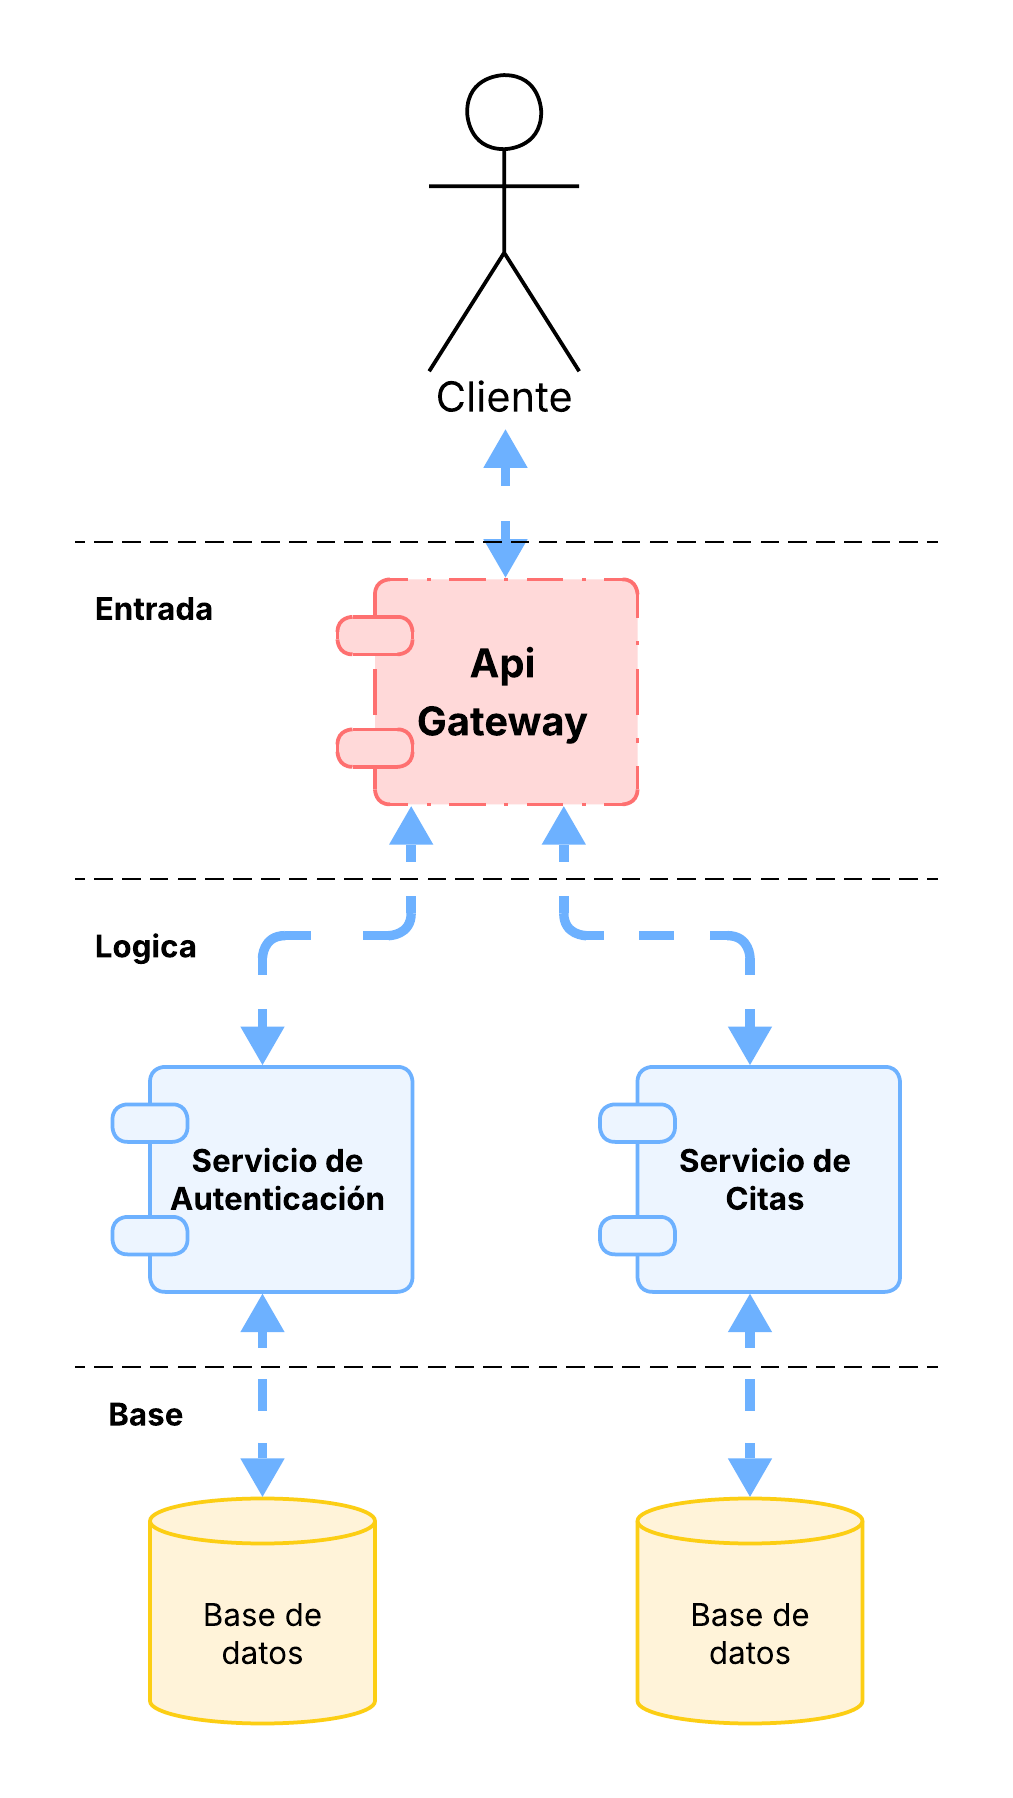 Cliente
Entrada
Api
Gateway
Logica
Servicio de
Autenticación
Servicio de
Citas
Base
Base de
datos
Base de
datos